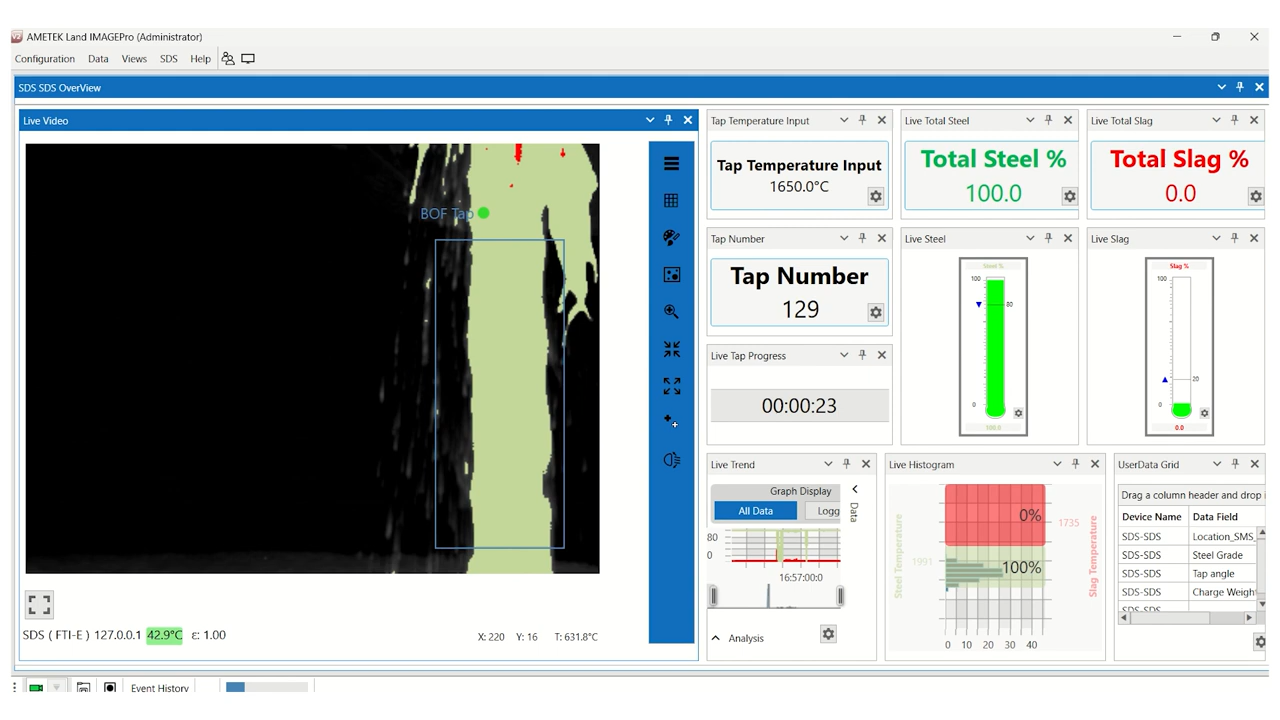 AMETEK Land IMAGEPro (Administrator)
Configuration Data Views SDS Help
SDS SDS OverView
Live Video
BOF Tap
SDS ( FTI-E ) 127.0.0.1 42.9°C ε: 1.00
X: 220 Y: 16 T: 631.8°C
Tap Temperature Input
Tap Temperature Input
1650.0°C
Live Total Steel
Total Steel %
100.0
Live Total Slag
Total Slag %
0.0
Tap Number
Tap Number
129
Live Steel
Steel %
100
80
0
100.0
Live Slag
Slag %
100
20
0
0.0
Live Tap Progress
00:00:23
Live Trend
Graph Display
All Data Logg
Data
80
0
16:57:00:0
Analysis
Live Histogram
Steel Temperature
1991
0%
100%
1735
Slag Temperature
0 10 20 30 40
UserData Grid
Drag a column header and drop i
Device Name Data Field
SDS-SDS Location_SMS_
SDS-SDS Steel Grade
SDS-SDS Tap angle
SDS-SDS Charge Weight
SDS-SDS
Event History